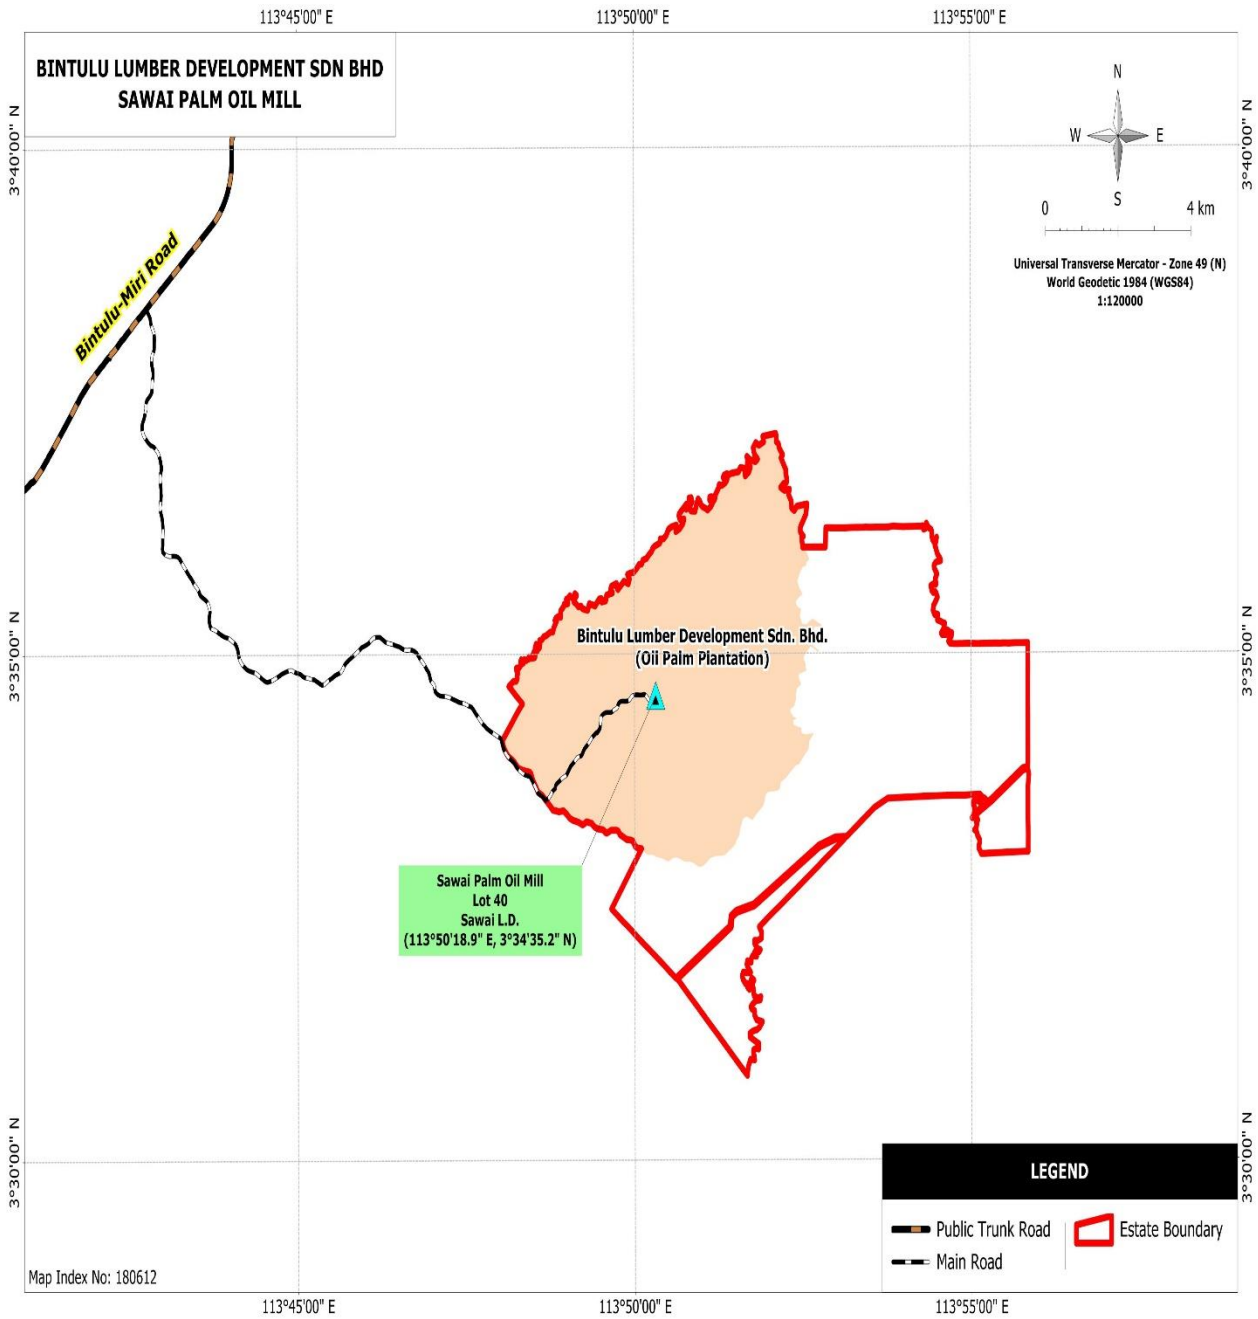 113°45'00" E
113°50'00" E
113°55'00" E
BINTULU LUMBER DEVELOPMENT SDN BHD
SAWAI PALM OIL MILL
N
W
E
S
3°40'00" N
3°40'00" N
0
4 km
Universal Transverse Mercator - Zone 49 (N)
World Geodetic 1984 (WGS84)
1:120000
Bintulu-Miri Road
Bintulu Lumber Development Sdn. Bhd.
(Oil Palm Plantation)
3°35'00" N
3°35'00" N
Sawai Palm Oil Mill
Lot 40
Sawai L.D.
(113°50'18.9" E, 3°34'35.2" N)
3°30'00" N
3°30'00" N
LEGEND
Public Trunk Road
Estate Boundary
Main Road
Map Index No: 180612
113°45'00" E
113°50'00" E
113°55'00" E